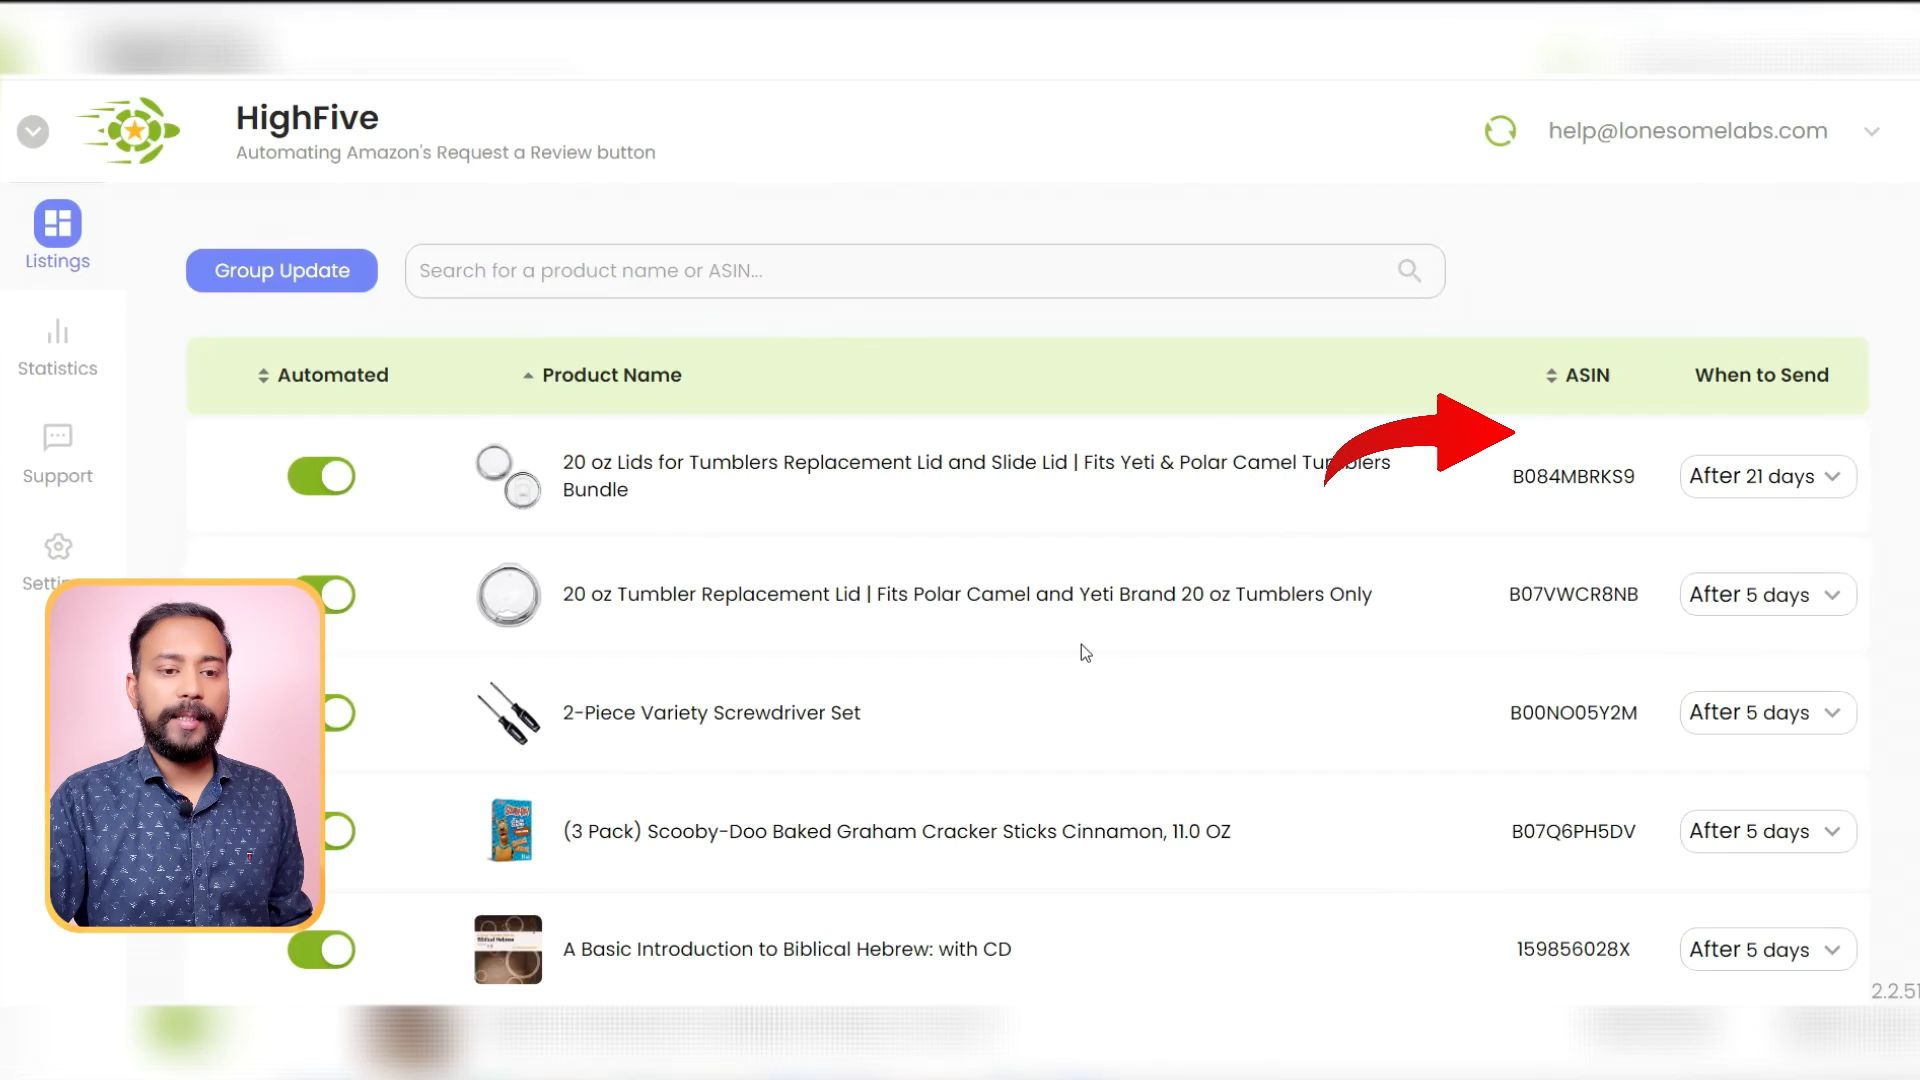 HighFive
Automating Amazon's Request a Review button
help@lonesomelabs.com
Listings
Statistics
Support
Group Update
Search for a product name or ASIN...
Automated
Product Name
ASIN
When to Send
20 oz Lids for Tumblers Replacement Lid and Slide Lid | Fits Yeti & Polar Camel Tumblers
Bundle
B084MBRKS9
After 21 days
20 oz Tumbler Replacement Lid | Fits Polar Camel and Yeti Brand 20 oz Tumblers Only
B07VWCR8NB
After 5 days
2-Piece Variety Screwdriver Set
B00NO05Y2M
After 5 days
(3 Pack) Scooby-Doo Baked Graham Cracker Sticks Cinnamon, 11.0 OZ
B07Q6PH5DV
After 5 days
A Basic Introduction to Biblical Hebrew: with CD
159856028X
After 5 days
2.2.51